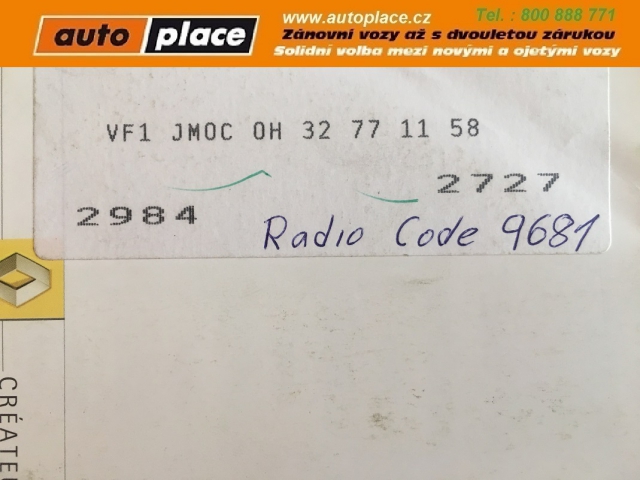 auto place
www.autoplace.cz
Tel. : 800 888 771
Zánovní vozy až s dvouletou zárukou
Solidní volba mezi novými a ojetými vozy
VF1 JM0C 0H 32 77 11 58
2727
2984
Radio Code 9681
CRÉATE